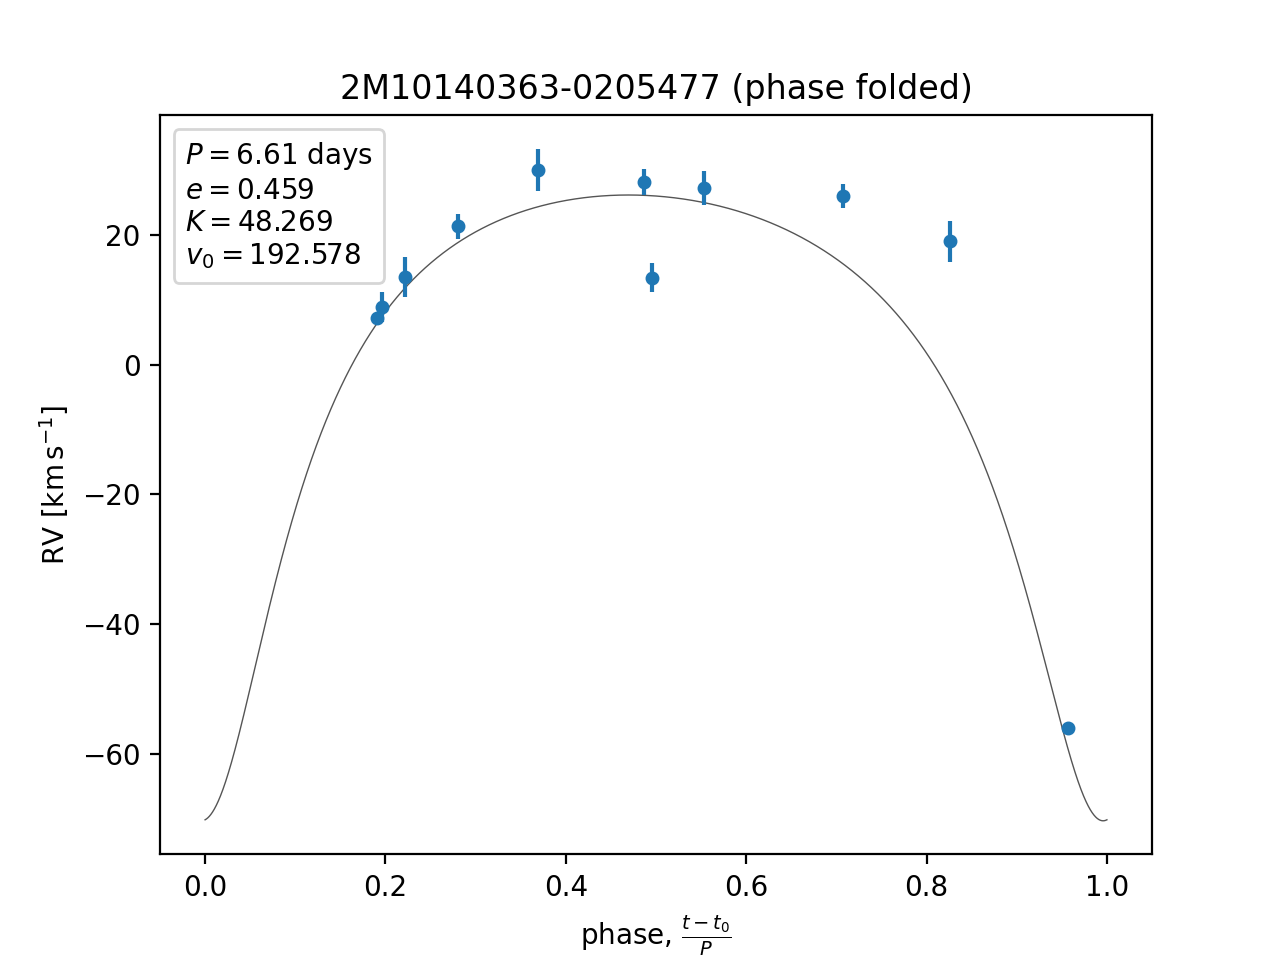 2M10140363-0205477 (phase folded)
P = 6.61 days
e = 0.459
K = 48.269
v₀ = 192.578
20
0
−20
−40
−60
RV [km s⁻¹]
0.0 0.2 0.4 0.6 0.8 1.0
phase, (t − t₀)/P